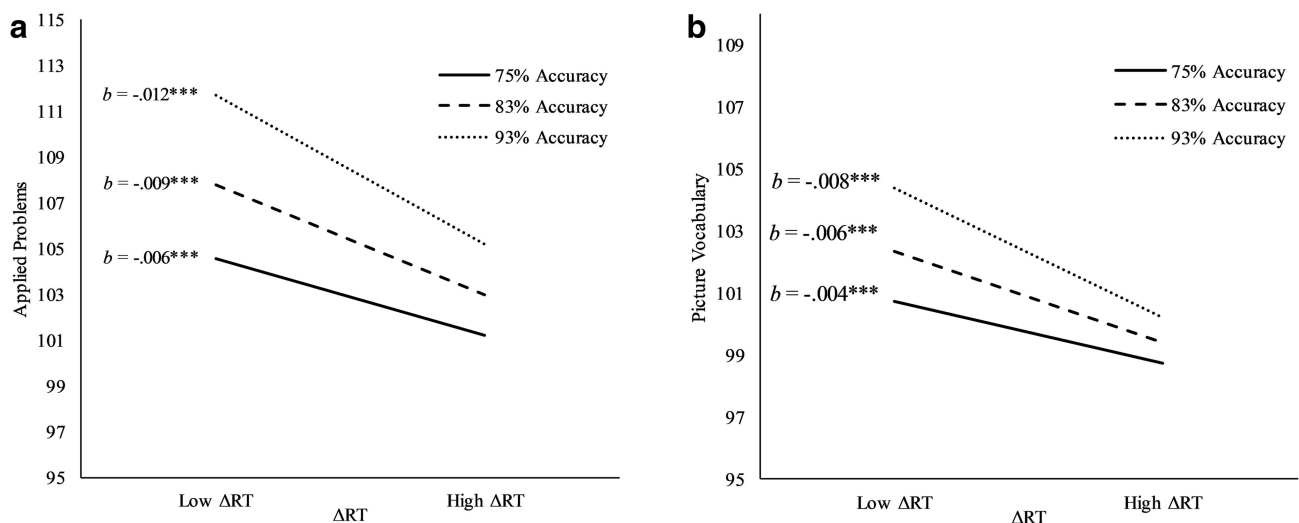 a
115
113
111
109
107
105
103
101
99
97
95
Applied Problems
b = -.012***
b = -.009***
b = -.006***
75% Accuracy
83% Accuracy
93% Accuracy
Low ΔRT
High ΔRT
ΔRT
b
109
107
105
103
101
99
97
95
Picture Vocabulary
b = -.008***
b = -.006***
b = -.004***
75% Accuracy
83% Accuracy
93% Accuracy
Low ΔRT
High ΔRT
ΔRT